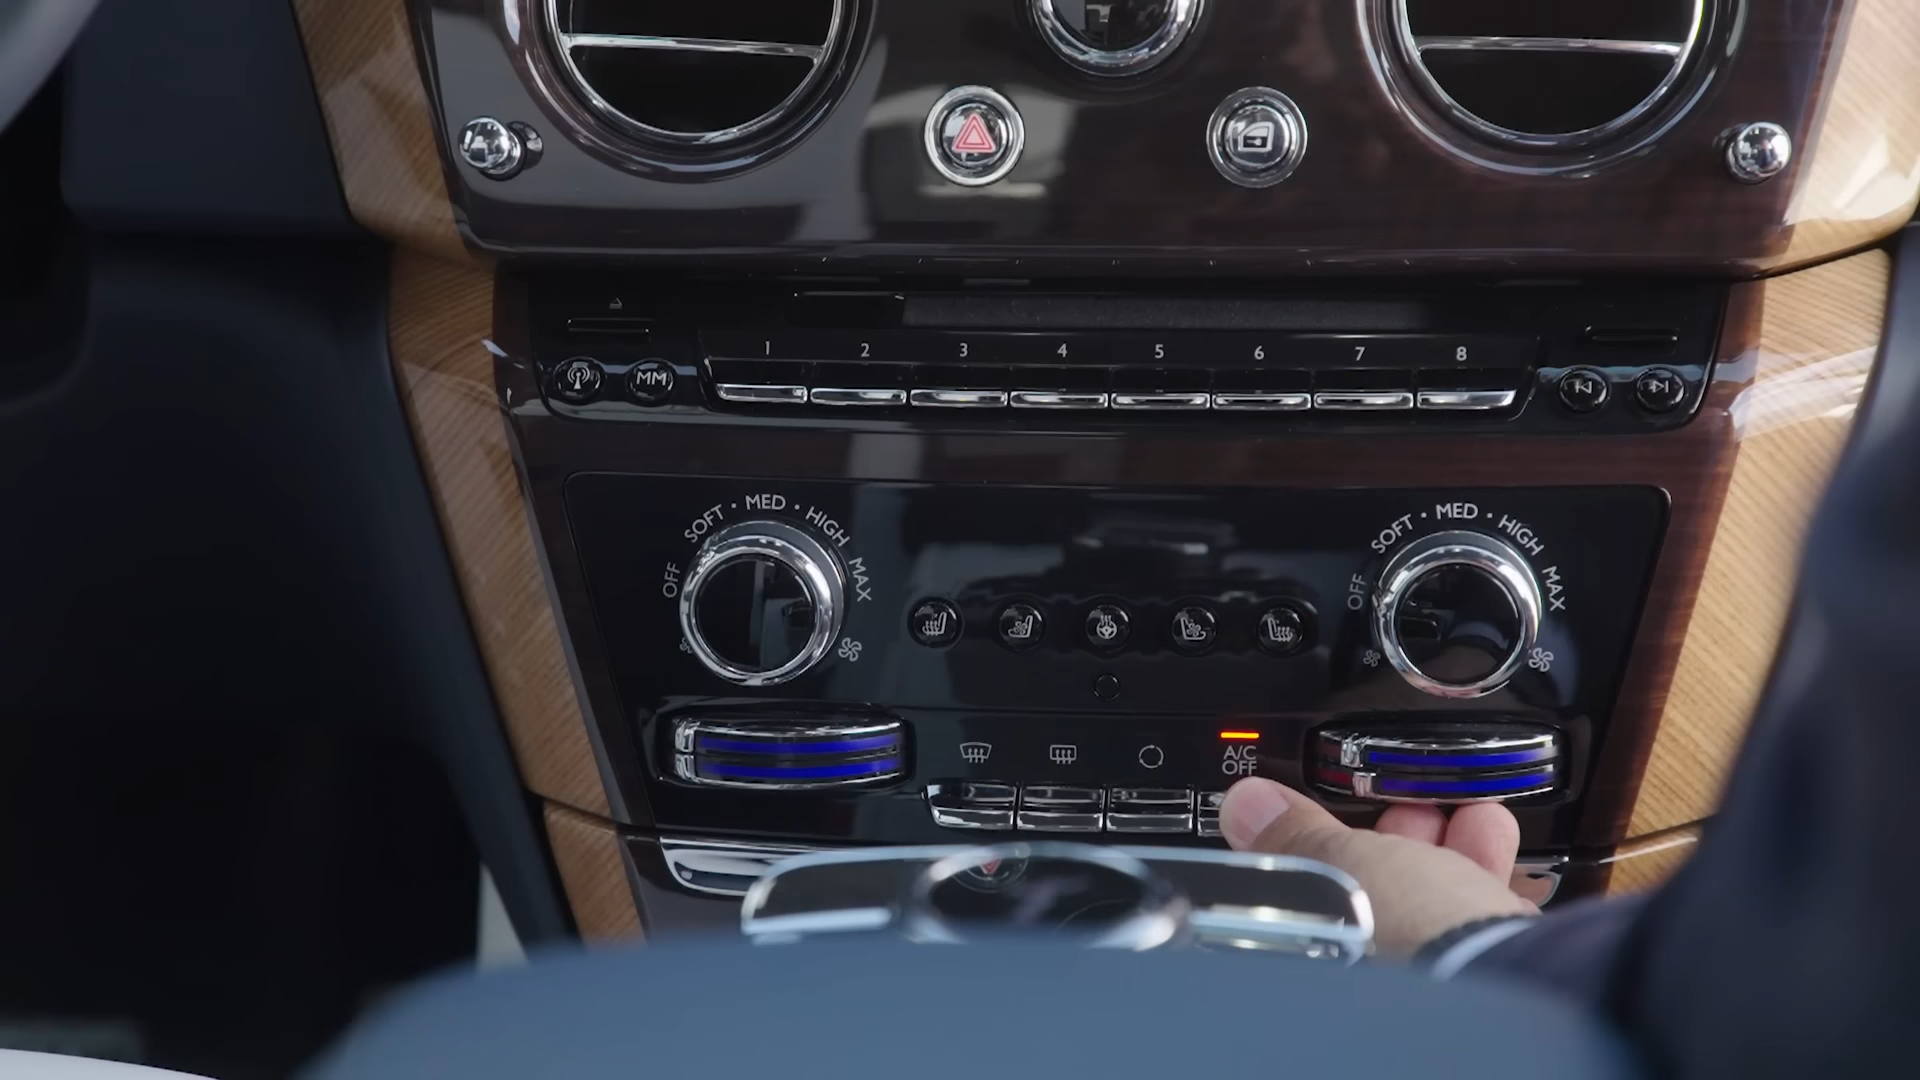 1 2 3 4 5 6 7 8
MM
SOFT · MED · HIGH
OFF
MAX
SOFT · MED · HIGH
OFF
MAX
A/C
OFF